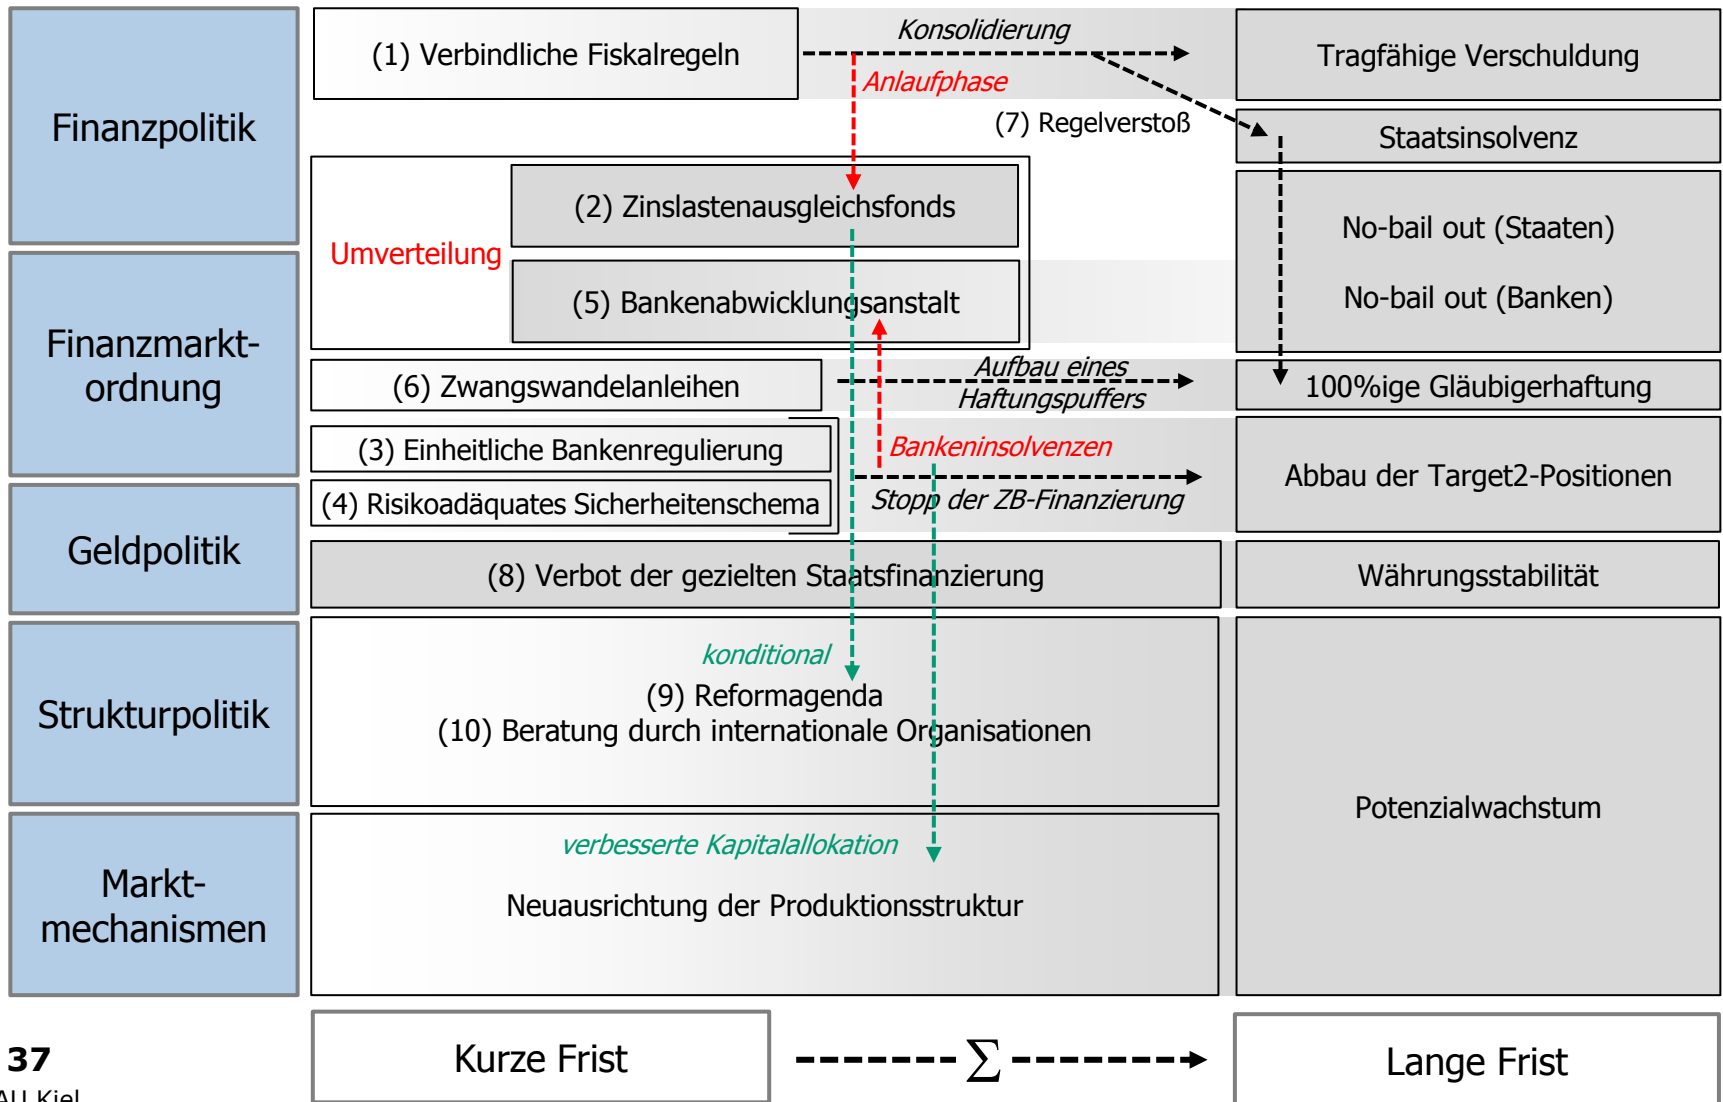 Finanzpolitik
(1) Verbindliche Fiskalregeln
Konsolidierung
Anlaufphase
(7) Regelverstoß
Tragfähige Verschuldung
Staatsinsolvenz
Umverteilung
(2) Zinslastenausgleichsfonds
(5) Bankenabwicklungsanstalt
No-bail out (Staaten)
No-bail out (Banken)
Finanzmarkt-
ordnung
(6) Zwangswandelanleihen
Aufbau eines
Haftungspuffers
100%ige Gläubigerhaftung
(3) Einheitliche Bankenregulierung
(4) Risikoadäquates Sicherheitenschema
Bankeninsolvenzen
Stopp der ZB-Finanzierung
Abbau der Target2-Positionen
Geldpolitik
(8) Verbot der gezielten Staatsfinanzierung
Währungsstabilität
Strukturpolitik
konditional
(9) Reformagenda
(10) Beratung durch internationale Organisationen
Potenzialwachstum
Markt-
mechanismen
verbesserte Kapitalallokation
Neuausrichtung der Produktionsstruktur
37
AU Kiel
Kurze Frist
∑
Lange Frist